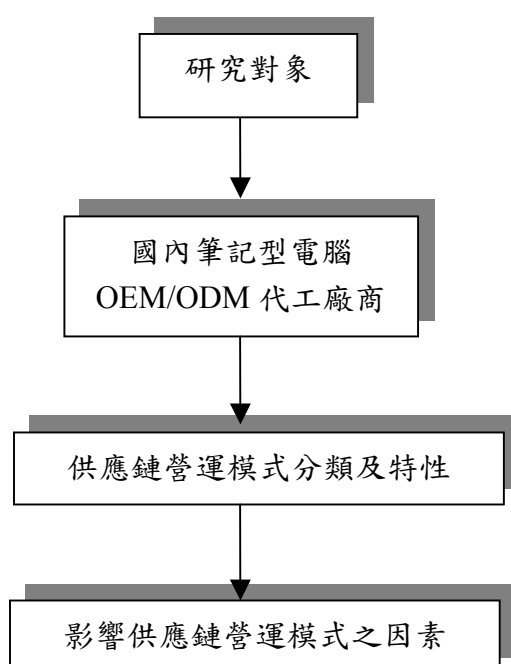 研究對象
國內筆記型電腦
OEM/ODM 代工廠商
供應鏈營運模式分類及特性
影響供應鏈營運模式之因素